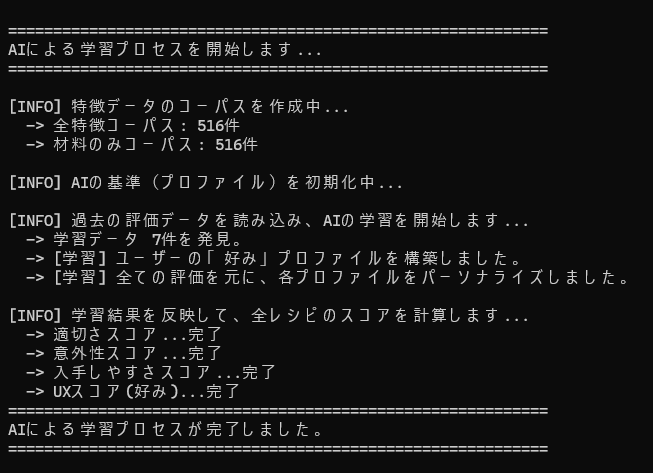 ============================================================
AIによる学習プロセスを開始します...
============================================================
[INFO] 特徴データのコーパスを作成中...
-> 全特徴コーパス: 516件
-> 材料のみコーパス: 516件
[INFO] AIの基準（プロファイル）を初期化中...
[INFO] 過去の評価データを読み込み、AIの学習を開始します...
-> 学習データ 7件を発見。
-> [学習] ユーザーの「好み」プロファイルを構築しました。
-> [学習] 全ての評価を元に、各プロファイルをパーソナライズしました。
[INFO] 学習結果を反映して、全レシピのスコアを計算します...
-> 適切さスコア...完了
-> 意外性スコア...完了
-> 入手しやすさスコア...完了
-> UXスコア(好み)...完了
============================================================
AIによる学習プロセスが完了しました。
============================================================